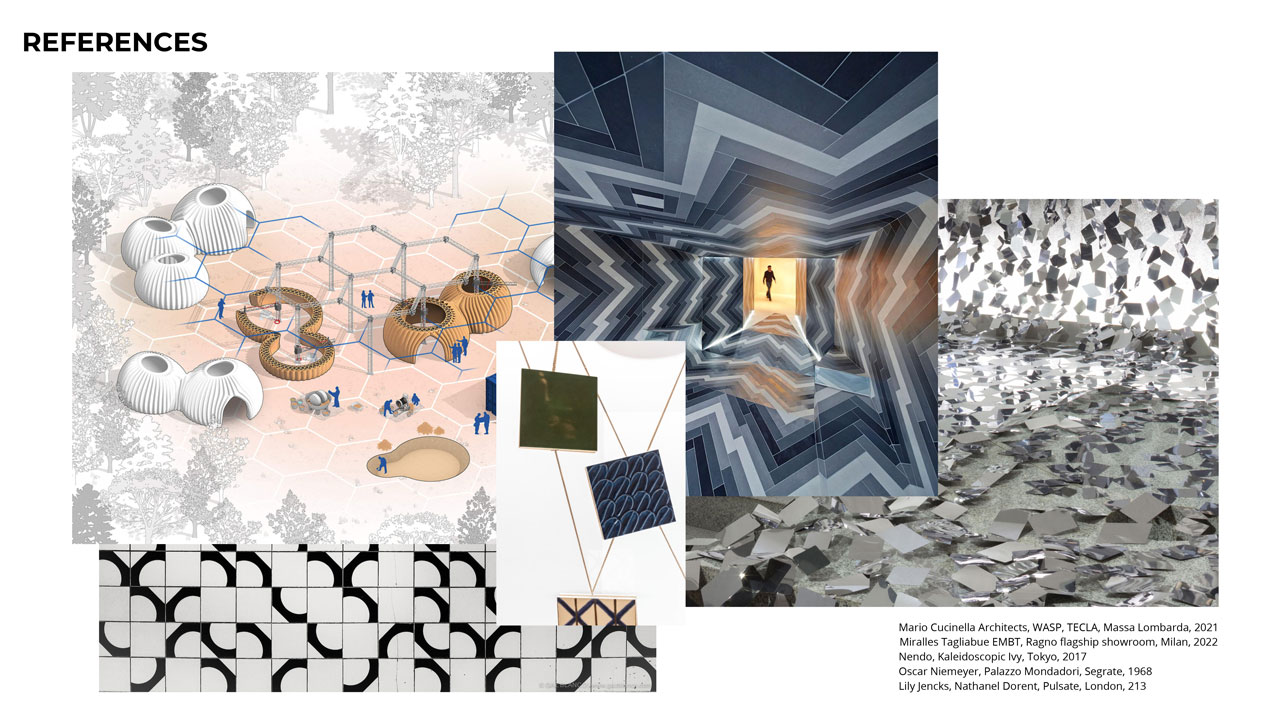 REFERENCES
Mario Cucinella Architects, WASP, TECLA, Massa Lombarda, 2021
Miralles Tagliabue EMBT, Ragno flagship showroom, Milan, 2022
Nendo, Kaleidoscopic Ivy, Tokyo, 2017
Oscar Niemeyer, Palazzo Mondadori, Segrate, 1968
Lily Jencks, Nathanel Dorent, Pulsate, London, 213